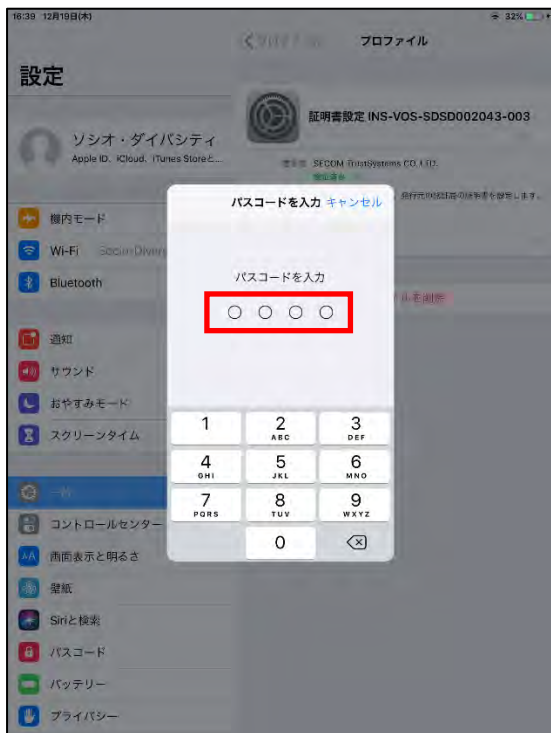 16:39 12月19日(木)
32%
プロファイル
設定
証明書設定 INS-VOS-SDSD002043-003
ソシオ・ダイバシティ
Apple ID、iCloud、iTunes Storeと...
SECOM TrustSystems CO.,LTD.
パスコードを入力 キャンセル
機内モード
Wi-Fi
Bluetooth
パスコードを入力
を削除
通知
サウンド
おやすみモード
スクリーンタイム
1
2
ABC
3
DEF
4
GHI
5
JKL
6
MNO
7
PQRS
8
TUV
9
WXYZ
0
一般
コントロールセンター
画面表示と明るさ
壁紙
Siriと検索
パスコード
バッテリー
プライバシー